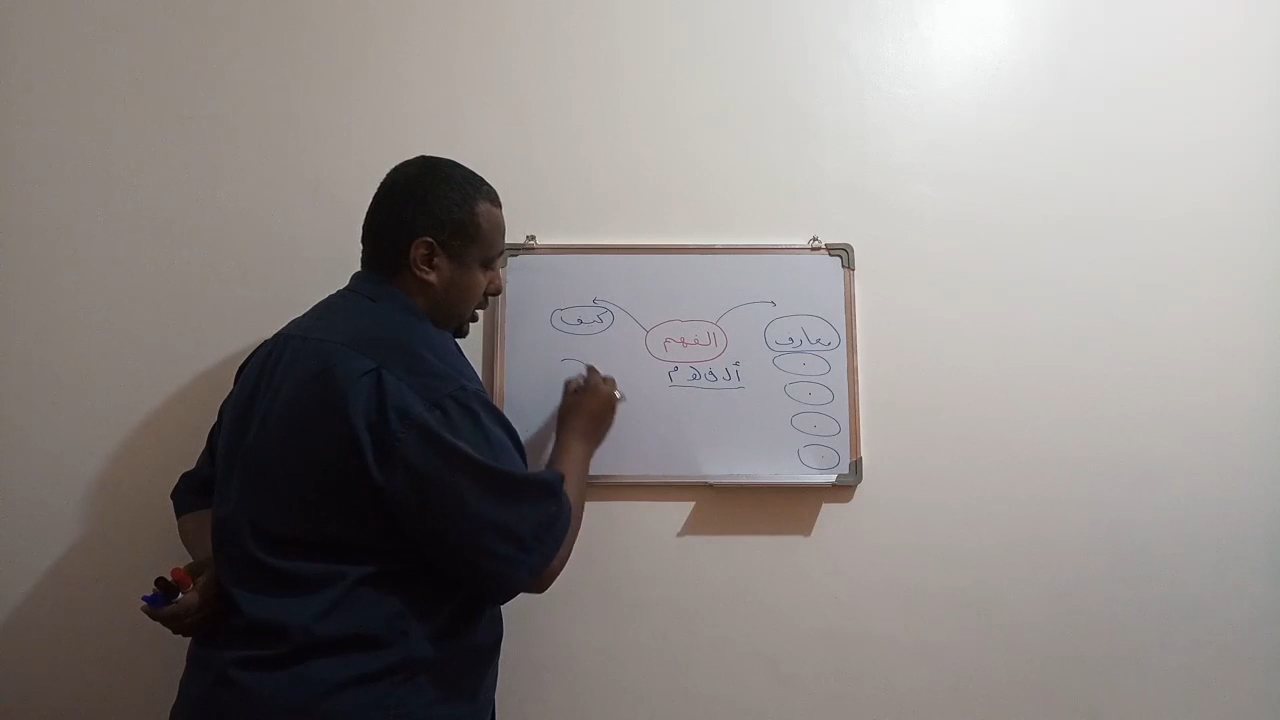 معارف
الفهم
كيف
أ ل ف ه م